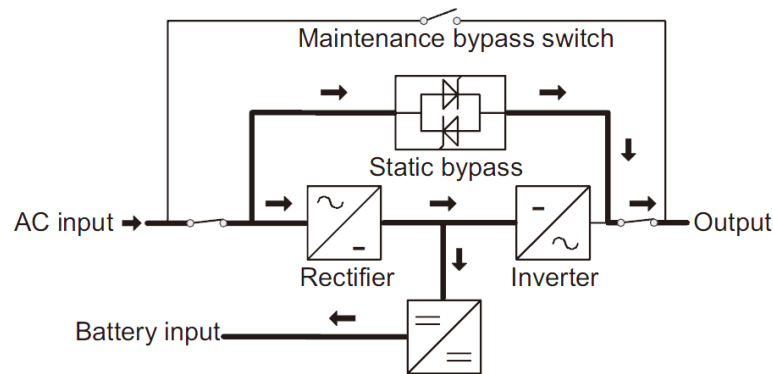 Maintenance bypass switch
Static bypass
AC input
Output
Rectifier
Inverter
Battery input